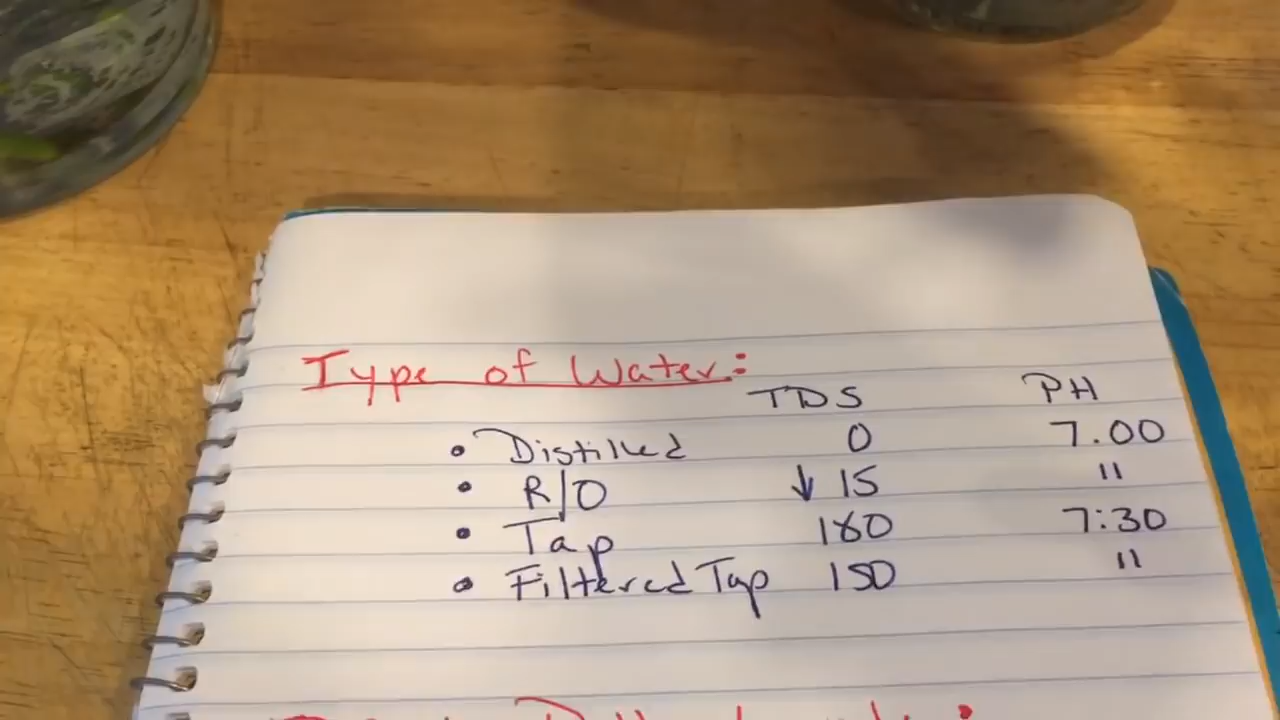 Type of Water:
TDS PH
• Distilled 0 7.00
• R/O ↓ 15 "
• Tap 180 7:30
• Filtered Tap 150 "